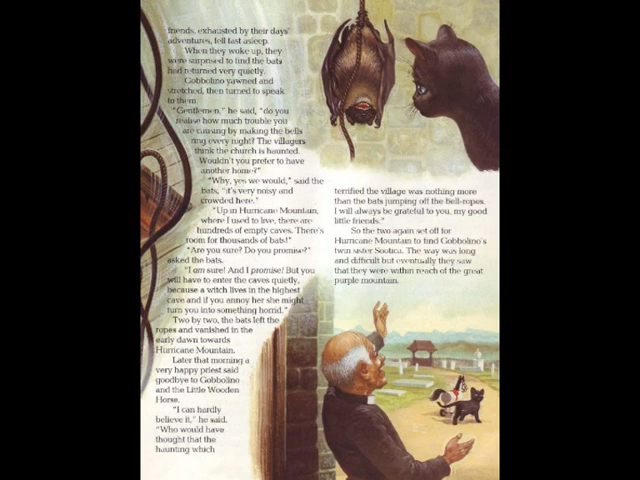 friends, exhausted by their days'
adventures, fell fast asleep.
When they woke up, they
were surprised to find the bats
had returned very quietly.
Gobbolino yawned and
stretched, then turned to speak
to them.
"Gentlemen," he said, "do you
realise how much trouble you
are causing by making the bells
ring every night? The villagers
think the church is haunted.
Wouldn't you prefer to have
another home?"
"Why, yes we would," said the
bats, "it's very noisy and
crowded here."
"Up in Hurricane Mountain,
where I used to live, there are
hundreds of empty caves. There's
room for thousands of bats!"
"Are you sure? Do you promise?"
asked the bats.
"I am sure! And I promise! But you
will have to enter the caves quietly,
because a witch lives in the highest
cave and if you annoy her she might
turn you into something horrid."
Two by two, the bats left the
ropes and vanished in the
early dawn towards
Hurricane Mountain.
Later that morning a
very happy priest said
goodbye to Gobbolino
and the Little Wooden
Horse.
"I can hardly
believe it," he said.
"Who would have
thought that the
haunting which
terrified the village was nothing more
than the bats jumping off the bell-ropes.
I will always be grateful to you, my good
little friends."
So the two again set off for
Hurricane Mountain to find Gobbolino's
twin sister Sootica. The way was long
and difficult but eventually they saw
that they were within reach of the great
purple mountain.